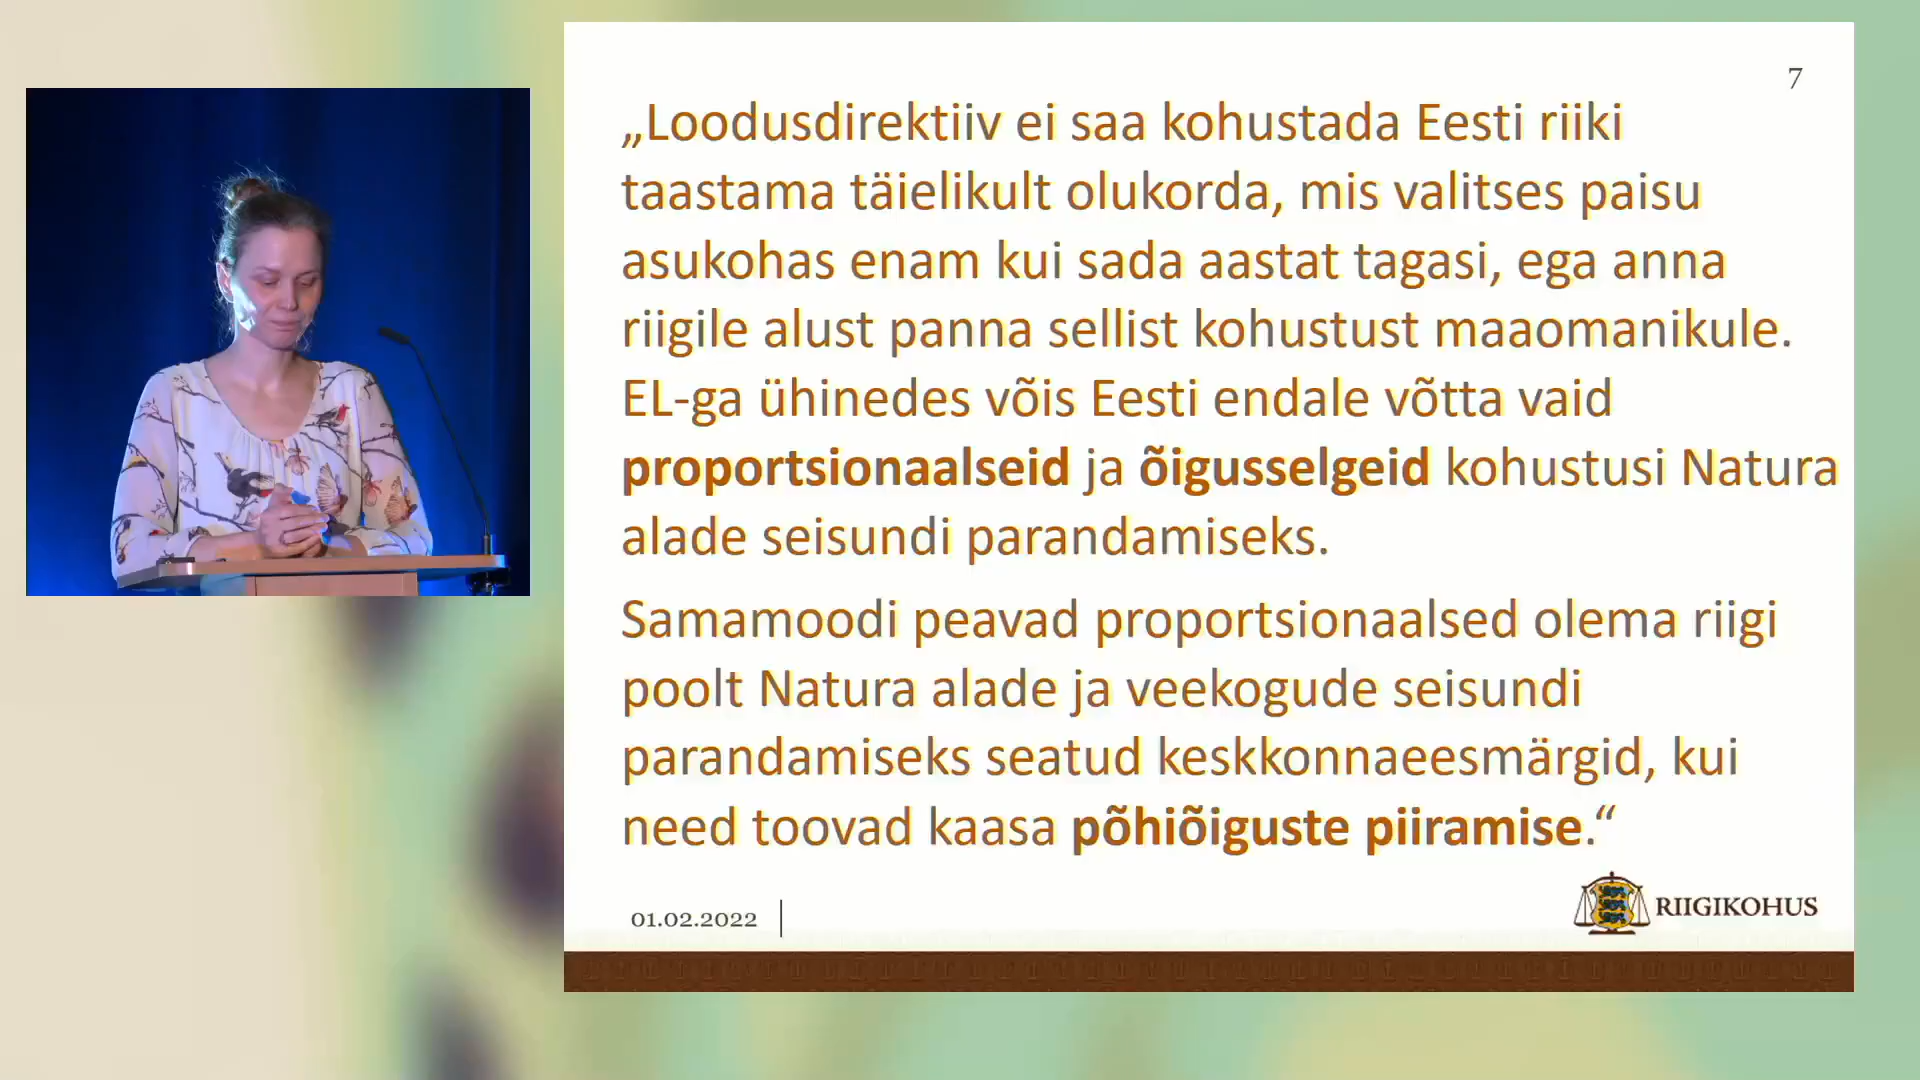 7
„Loodusdirektiiv ei saa kohustada Eesti riiki
taastama täielikult olukorda, mis valitses paisu
asukohas enam kui sada aastat tagasi, ega anna
riigile alust panna sellist kohustust maaomanikule.
EL-ga ühinedes võis Eesti endale võtta vaid
proportsionaalseid ja õigusselgeid kohustusi Natura
alade seisundi parandamiseks.
Samamoodi peavad proportsionaalsed olema riigi
poolt Natura alade ja veekogude seisundi
parandamiseks seatud keskkonnaeesmärgid, kui
need toovad kaasa põhiõiguste piiramise.“
01.02.2022
RIIGIKOHUS